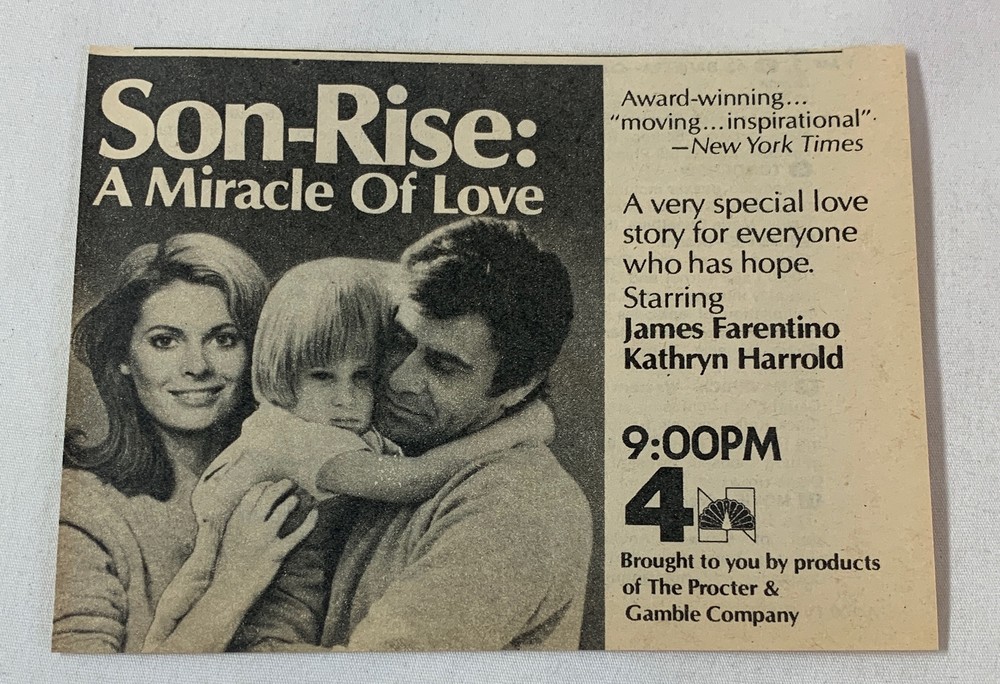 Son-Rise:
A Miracle Of Love
Award-winning...
"moving...inspirational"
—New York Times
A very special love
story for everyone
who has hope.
Starring
James Farentino
Kathryn Harrold
9:00PM
4
Brought to you by products
of The Procter &
Gamble Company